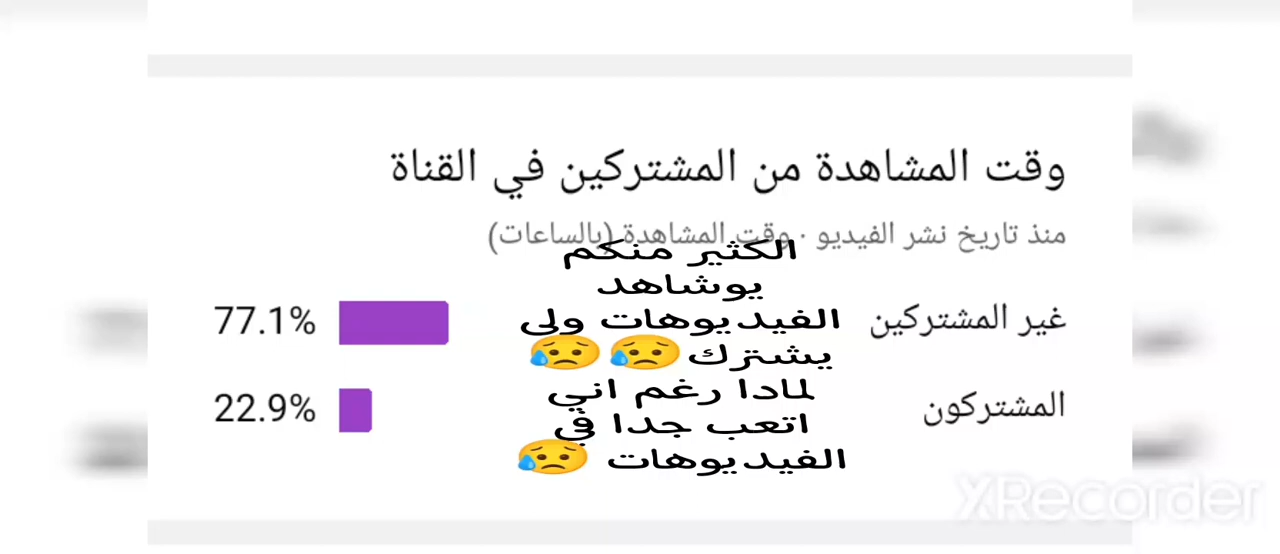 وقت المشاهدة من المشتركين في القناة
منذ تاريخ نشر الفيديو · وقت المشاهدة (بالساعات)
الكثير منكم
يوشاهد
الفيديوهات ولى
يشترك😥😥
لمادا رغم اني
اتعب جدا في
الفيديوهات 😥
غير المشتركين 77.1%
المشتركون 22.9%
XRecorder